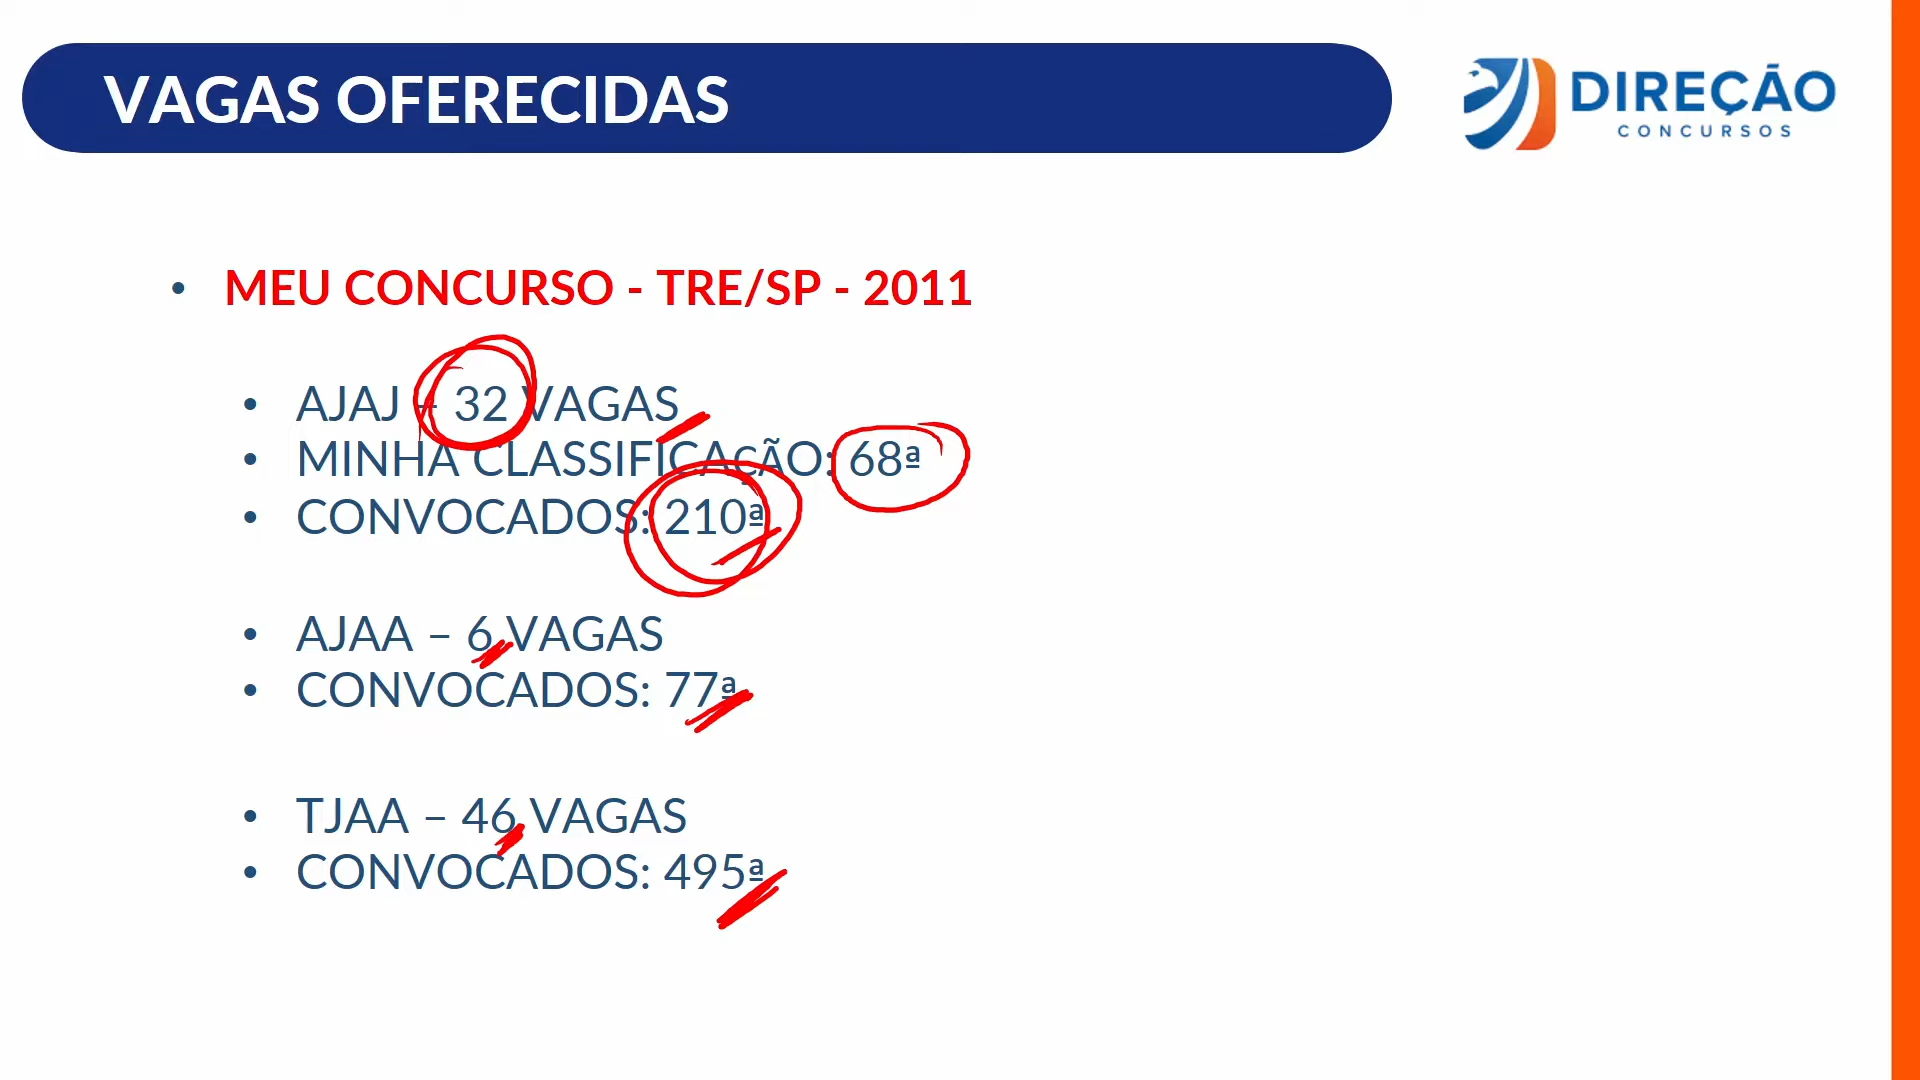 VAGAS OFERECIDAS
DIREÇÃO
CONCURSOS
• MEU CONCURSO - TRE/SP - 2011
• AJAJ – 32 VAGAS
• MINHA CLASSIFICAÇÃO: 68ª
• CONVOCADOS: 210ª
• AJAA – 6 VAGAS
• CONVOCADOS: 77ª
• TJAA – 46 VAGAS
• CONVOCADOS: 495ª